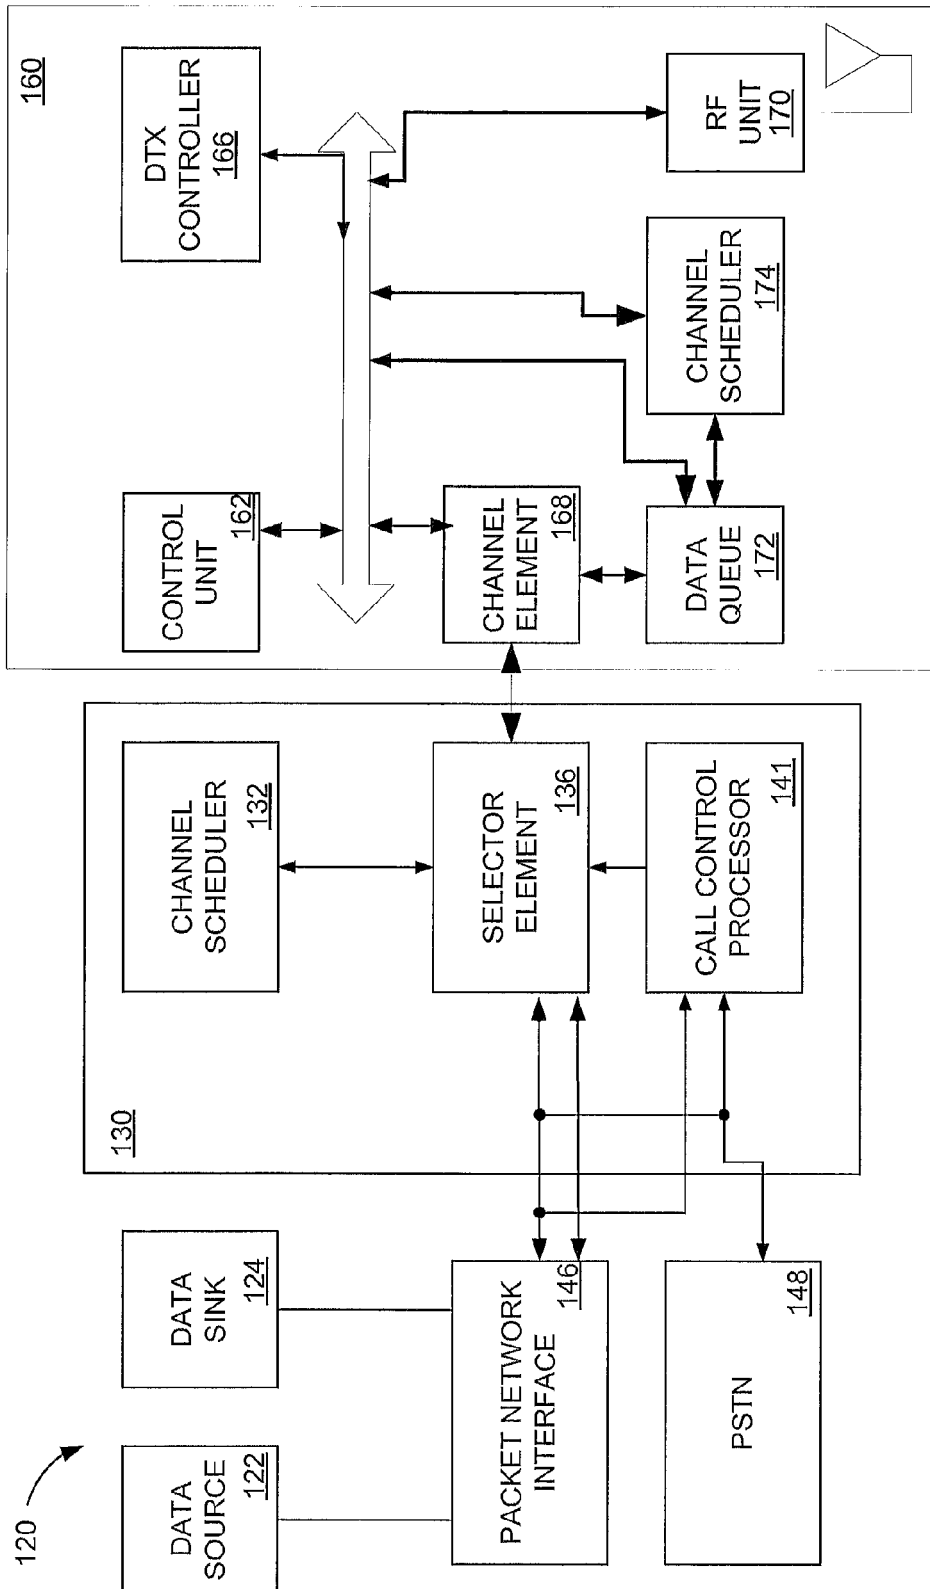 120
DATA
SOURCE
122
DATA
SINK
124
PACKET NETWORK
INTERFACE
146
PSTN
148
130
CHANNEL
SCHEDULER
132
SELECTOR
ELEMENT
136
CALL CONTROL
PROCESSOR
141
160
CONTROL
UNIT
162
DTX
CONTROLLER
166
CHANNEL
ELEMENT
168
DATA
QUEUE
172
CHANNEL
SCHEDULER
174
RF
UNIT
170